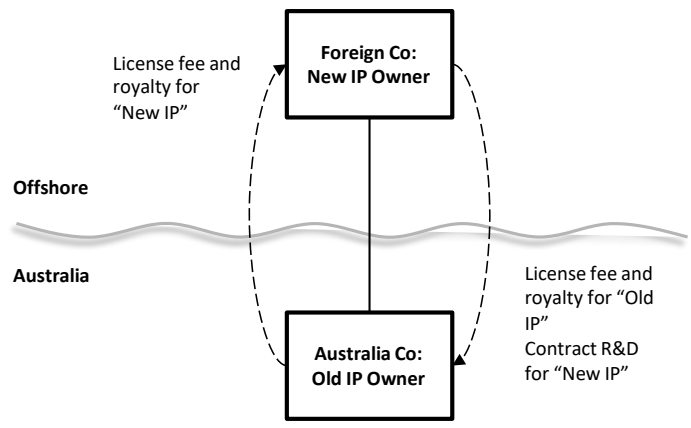 Foreign Co:
New IP Owner
License fee and
royalty for
“New IP”
Offshore
Australia
License fee and
royalty for “Old
IP”
Contract R&D
for “New IP”
Australia Co:
Old IP Owner